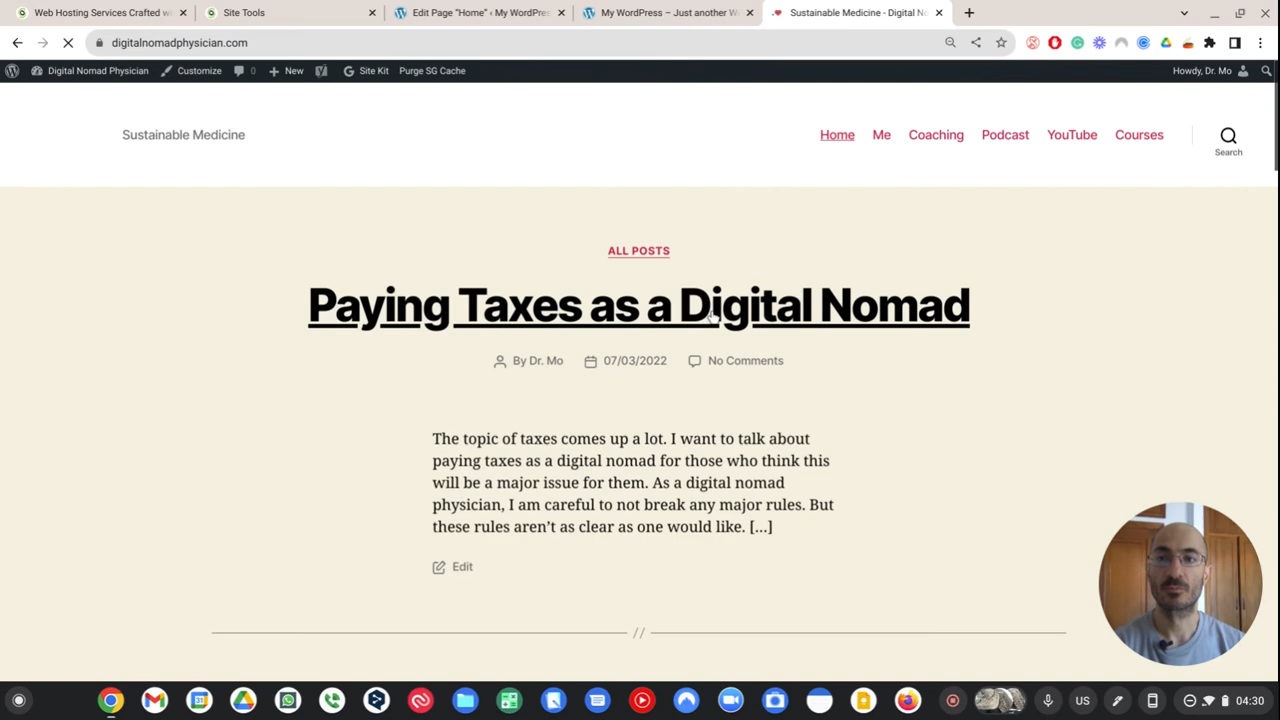 Web Hosting Services Crafted w
Site Tools
Edit Page "Home" ‹ My WordPres
My WordPress – Just another W
Sustainable Medicine - Digital No
digitalnomadphysician.com
Digital Nomad Physician
Customize
0
New
Site Kit
Purge SG Cache
Howdy, Dr. Mo
Sustainable Medicine
Home
Me
Coaching
Podcast
YouTube
Courses
Search
ALL POSTS
Paying Taxes as a Digital Nomad
By Dr. Mo
07/03/2022
No Comments
The topic of taxes comes up a lot. I want to talk about
paying taxes as a digital nomad for those who think this
will be a major issue for them. As a digital nomad
physician, I am careful to not break any major rules. But
these rules aren't as clear as one would like. […]
Edit
//
US
04:30